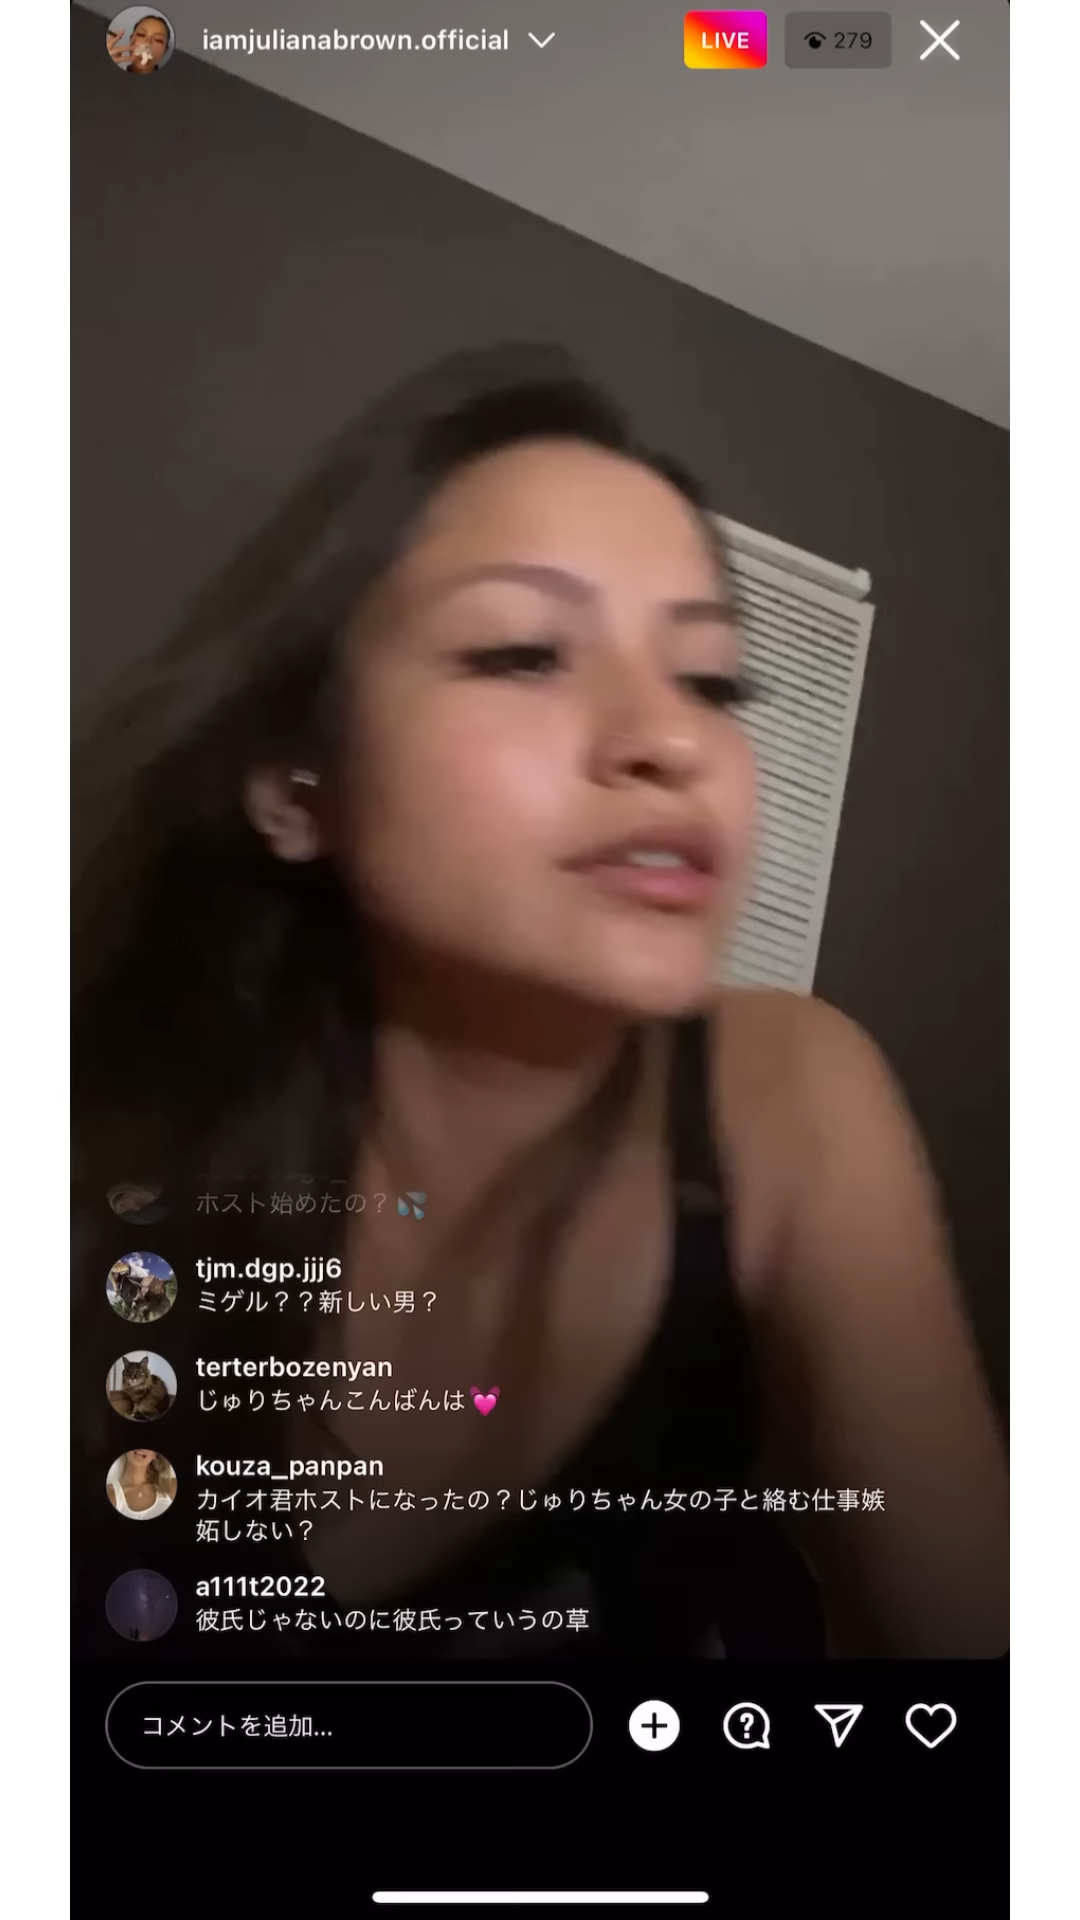 iamjulianabrown.official
LIVE
279
ホスト始めたの？💦
tjm.dgp.jjj6
ミゲル？？新しい男？
terterbozenyan
じゅりちゃんこんばんは💓
kouza_panpan
カイオ君ホストになったの？じゅりちゃん女の子と絡む仕事嫉
妬しない？
a111t2022
彼氏じゃないのに彼氏っていうの草
コメントを追加...